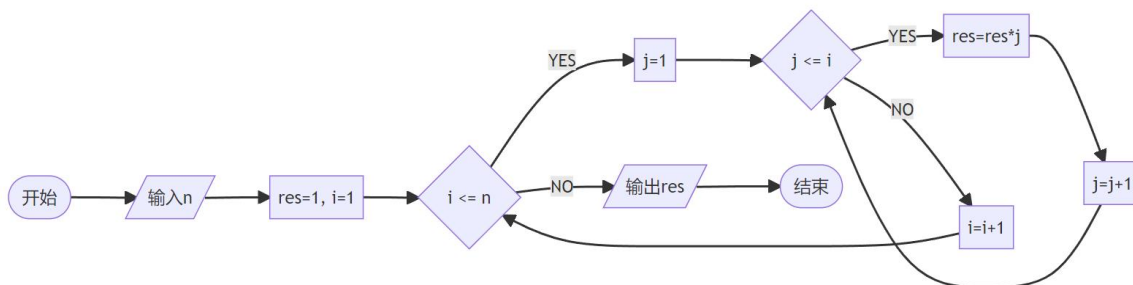 开始
输入n
res=1, i=1
i <= n
YES
j=1
j <= i
YES
res=res*j
j=j+1
NO
i=i+1
NO
输出res
结束